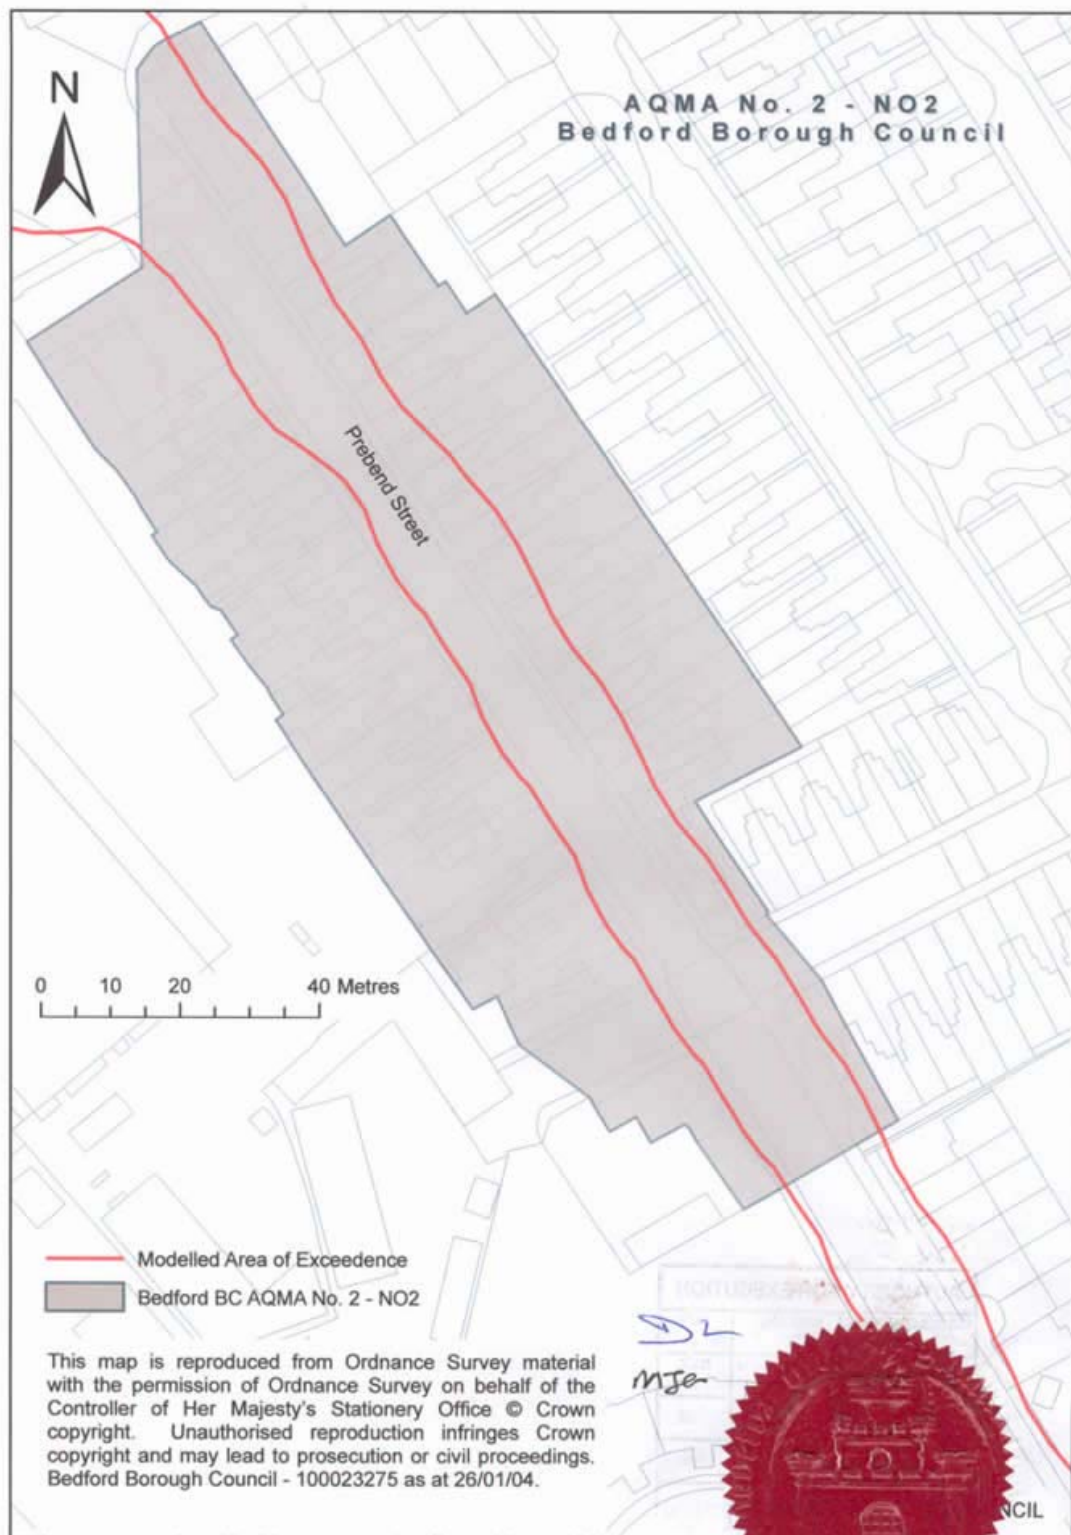 N
AQMA No. 2 - NO2
Bedford Borough Council
Prebend Street
0 10 20 40 Metres
Modelled Area of Exceedence
Bedford BC AQMA No. 2 - NO2
This map is reproduced from Ordnance Survey material
with the permission of Ordnance Survey on behalf of the
Controller of Her Majesty's Stationery Office © Crown
copyright. Unauthorised reproduction infringes Crown
copyright and may lead to prosecution or civil proceedings.
Bedford Borough Council - 100023275 as at 26/01/04.
NCIL